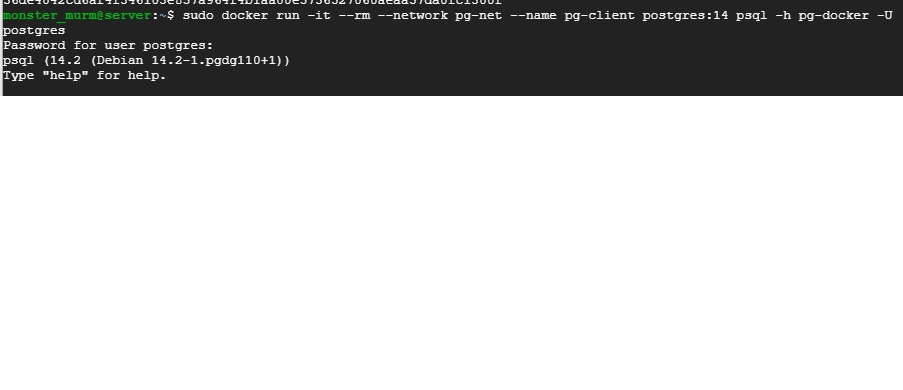 monster_murm@server:~$ sudo docker run -it --rm --network pg-net --name pg-client postgres:14 psql -h pg-docker -U
postgres
Password for user postgres:
psql (14.2 (Debian 14.2-1.pgdg110+1))
Type "help" for help.